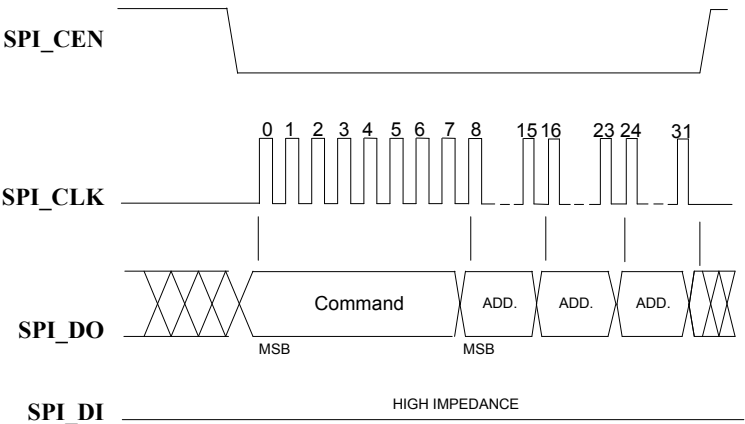 SPI_CEN
0 1 2 3 4 5 6 7 8 15 16 23 24 31
SPI_CLK
Command ADD. ADD. ADD.
SPI_DO
MSB MSB
HIGH IMPEDANCE
SPI_DI